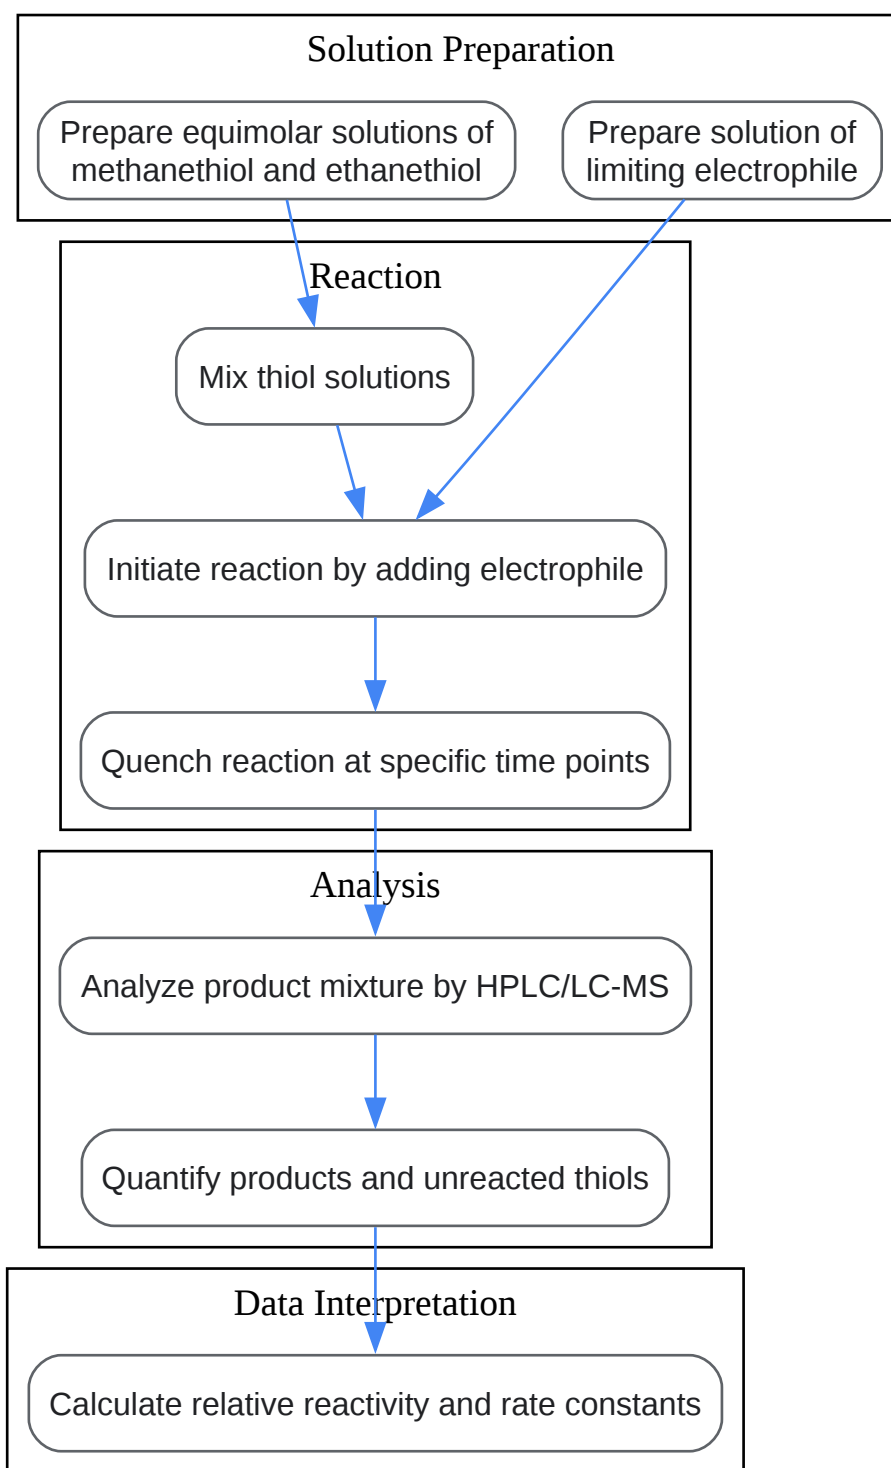 Solution Preparation
Prepare equimolar solutions of
methanethiol and ethanethiol
Prepare solution of
limiting electrophile
Reaction
Mix thiol solutions
Initiate reaction by adding electrophile
Quench reaction at specific time points
Analysis
Analyze product mixture by HPLC/LC-MS
Quantify products and unreacted thiols
Data Interpretation
Calculate relative reactivity and rate constants